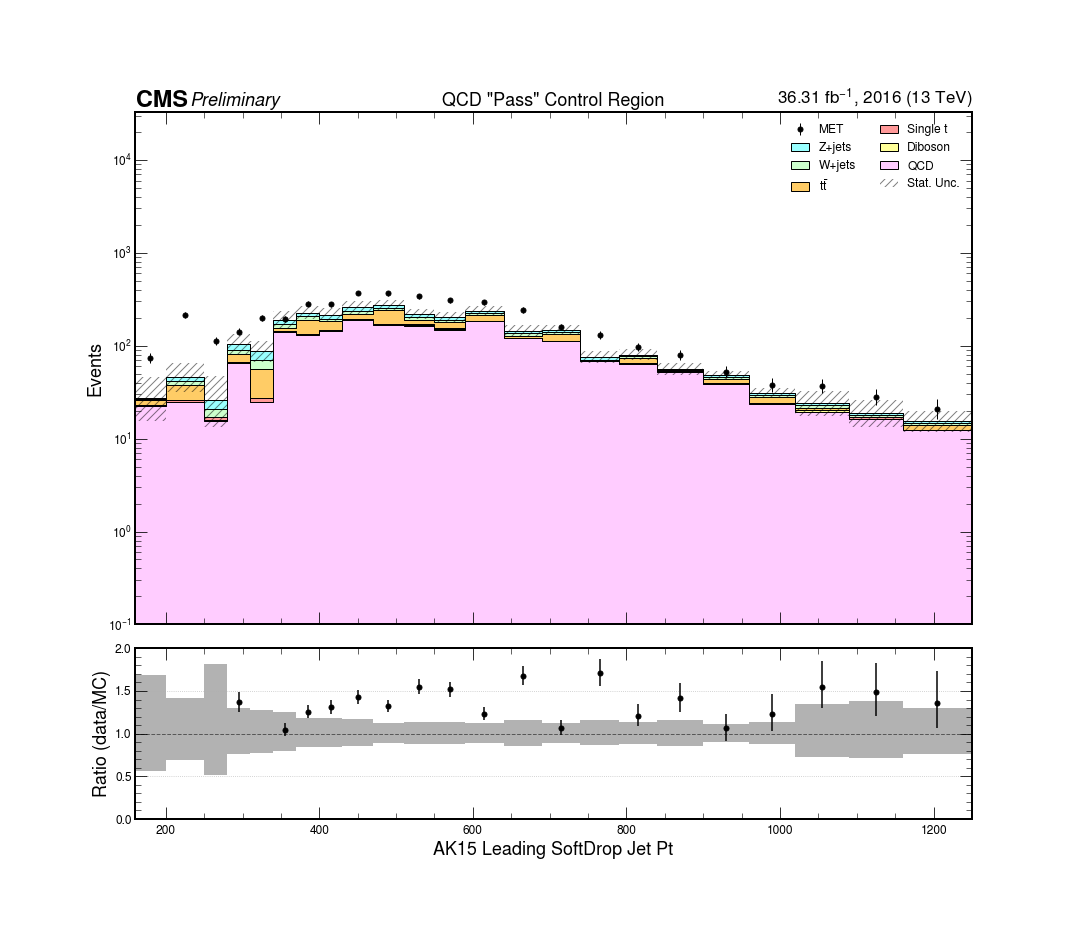 CMS Preliminary QCD "Pass" Control Region 36.31 fb⁻¹, 2016 (13 TeV)
MET
Z+jets
W+jets
tt̄
Single t
Diboson
QCD
Stat. Unc.
Events
10⁴
10³
10²
10¹
10⁰
10⁻¹
Ratio (data/MC)
2.0
1.5
1.0
0.5
0.0
200 400 600 800 1000 1200
AK15 Leading SoftDrop Jet Pt